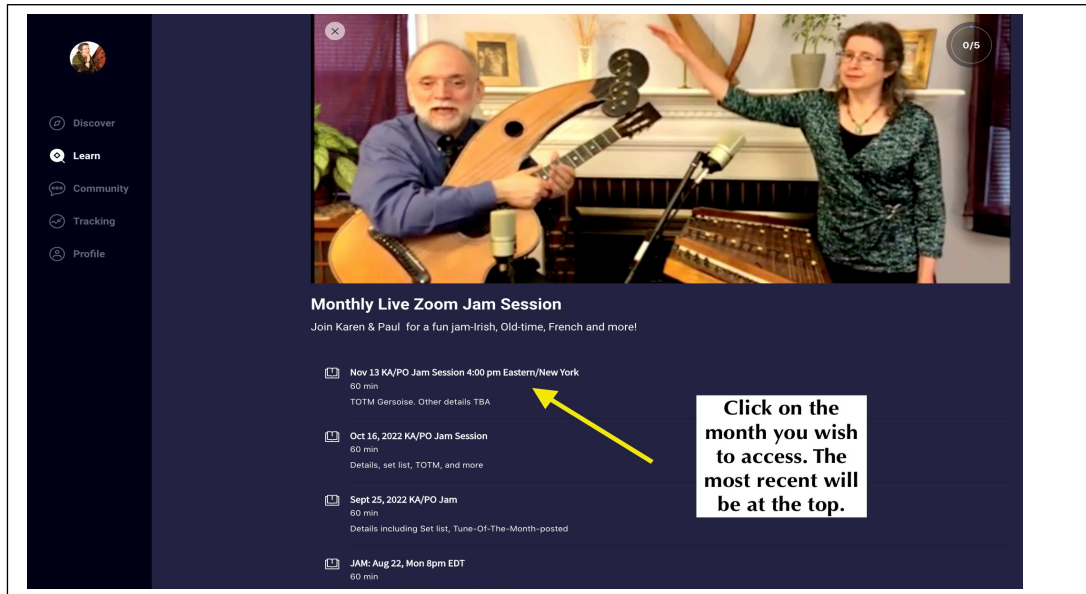 0/5
Discover
Learn
Community
Tracking
Profile
Monthly Live Zoom Jam Session
Join Karen & Paul  for a fun jam-Irish, Old-time, French and more!
Nov 13 KA/PO Jam Session 4:00 pm Eastern/New York
60 min
TOTM Gersoise. Other details TBA
Oct 16, 2022 KA/PO Jam Session
60 min
Details, set list, TOTM, and more
Sept 25, 2022 KA/PO Jam
60 min
Details including Set list, Tune-Of-The-Month-posted
JAM: Aug 22, Mon 8pm EDT
60 min
Click on the
month you wish
to access. The
most recent will
be at the top.